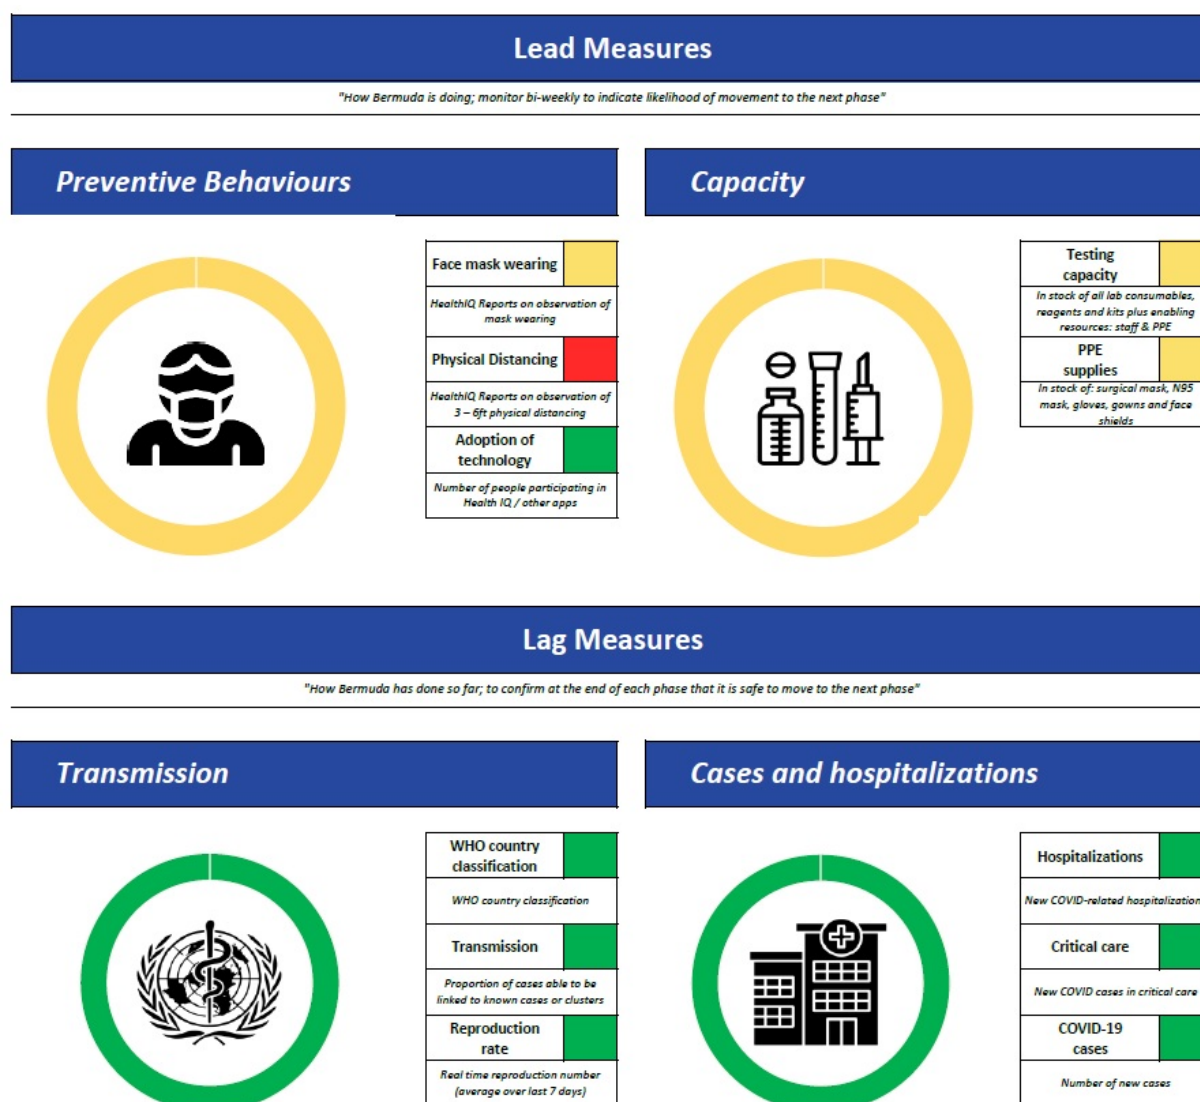 Lead Measures
"How Bermuda is doing; monitor bi-weekly to indicate likelihood of movement to the next phase"
Preventive Behaviours
Face mask wearing
HealthIQ Reports on observation of
mask wearing
Physical Distancing
HealthIQ Reports on observation of
3 – 6ft physical distancing
Adoption of
technology
Number of people participating in
Health IQ / other apps
Capacity
Testing
capacity
In stock of all lab consumables,
reagents and kits plus enabling
resources: staff & PPE
PPE
supplies
In stock of: surgical mask, N95
mask, gloves, gowns and face
shields
Lag Measures
"How Bermuda has done so far; to confirm at the end of each phase that it is safe to move to the next phase"
Transmission
WHO country
classification
WHO country classification
Transmission
Proportion of cases able to be
linked to known cases or clusters
Reproduction
rate
Real time reproduction number
(average over last 7 days)
Cases and hospitalizations
Hospitalizations
New COVID-related hospitalization
Critical care
New COVID cases in critical care
COVID-19
cases
Number of new cases